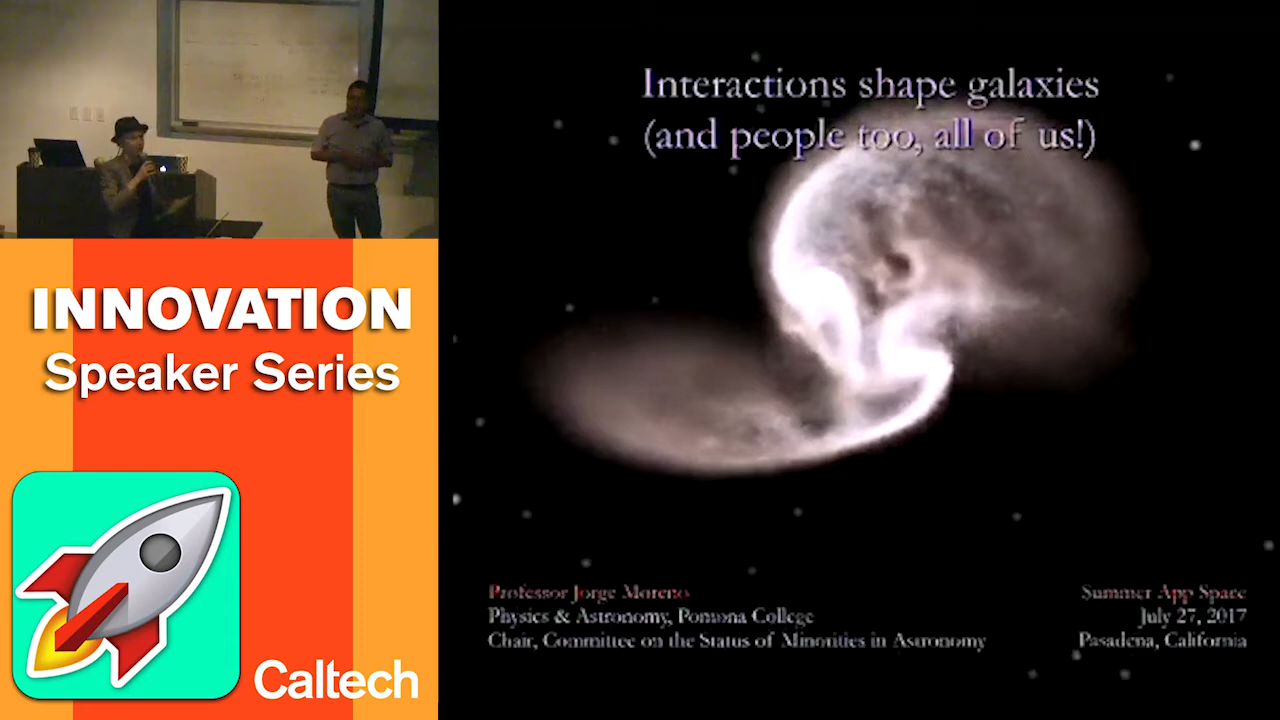 INNOVATION
Speaker Series
Caltech
Interactions shape galaxies
(and people too, all of us!)
Professor Jorge Moreno
Physics & Astronomy, Pomona College
Chair, Committee on the Status of Minorities in Astronomy
Summer App Space
July 27, 2017
Pasadena, California